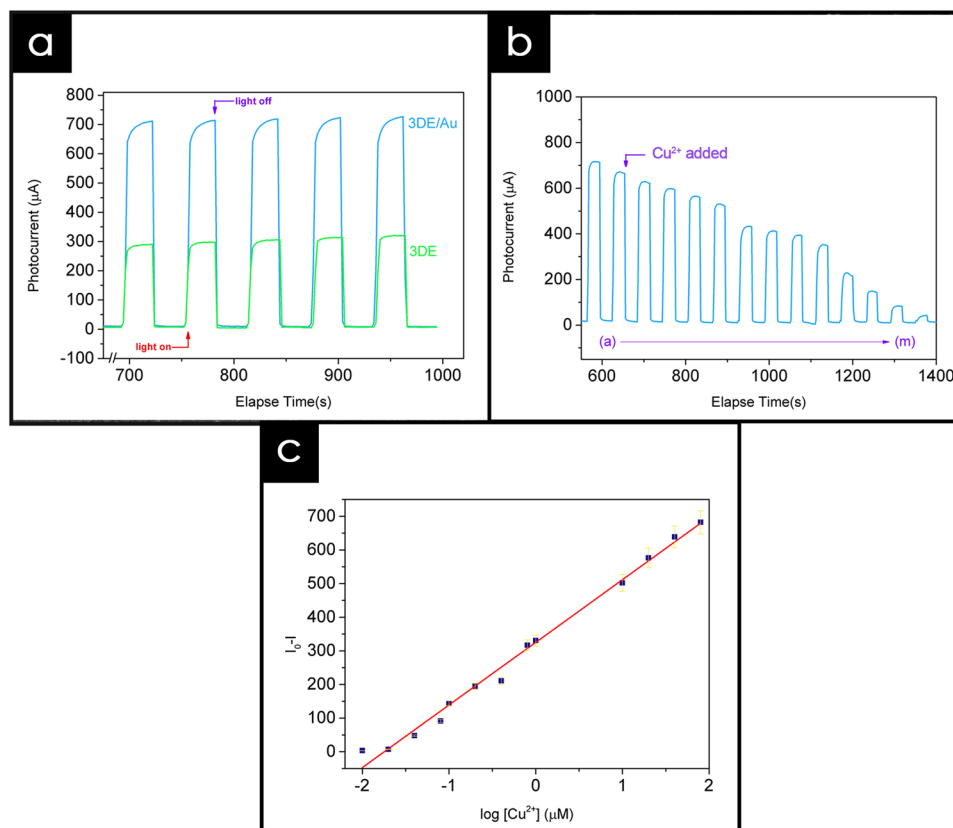 a
800
700
600
500
400
300
200
100
0
-100
Photocurrent (μA)
light off
3DE/Au
3DE
light on
700 800 900 1000
Elapse Time(s)
b
1000
800
600
400
200
0
Photocurrent (μA)
Cu²⁺ added
(a) (m)
600 800 1000 1200 1400
Elapse Time(s)
c
700
600
500
400
300
200
100
0
I₀-I
-2 -1 0 1 2
log [Cu²⁺] (μM)